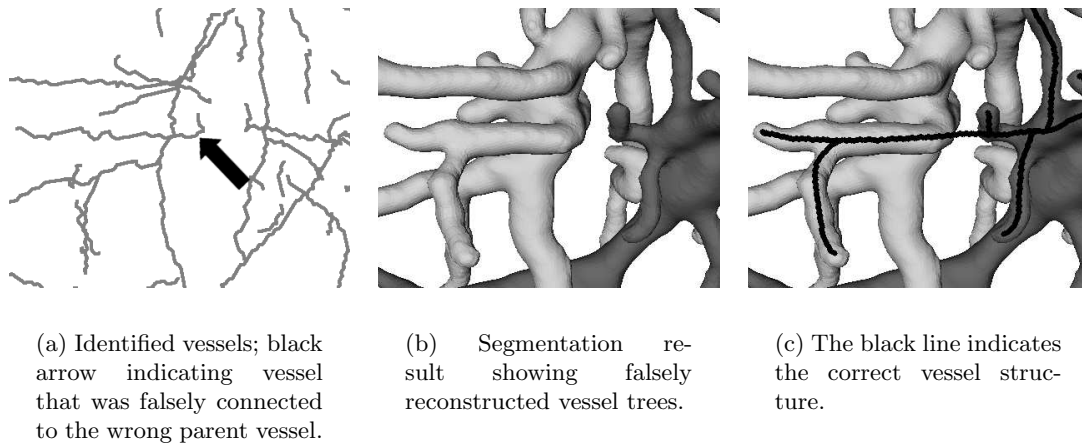 (a) Identified vessels; black
arrow indicating vessel
that was falsely connected
to the wrong parent vessel.
(b) Segmentation re-
sult showing falsely
reconstructed vessel trees.
(c) The black line indicates
the correct vessel struc-
ture.